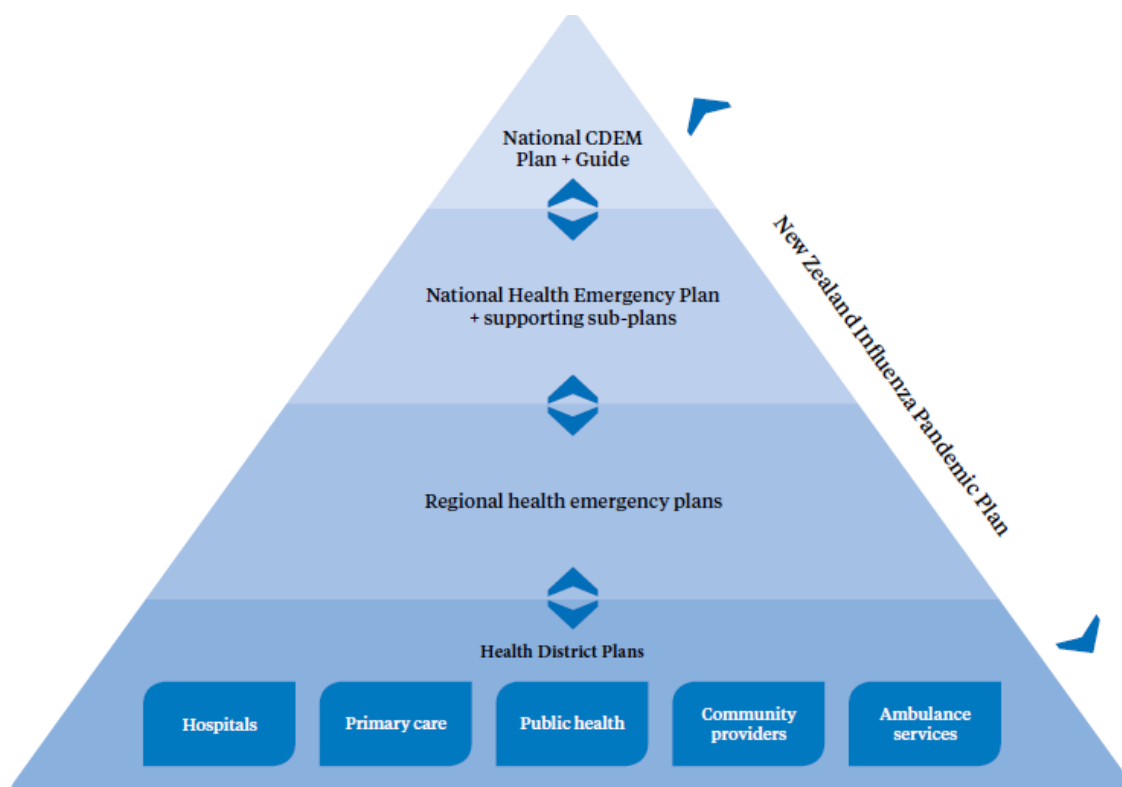 National CDEM
Plan + Guide
National Health Emergency Plan
+ supporting sub-plans
New Zealand Influenza Pandemic Plan
Regional health emergency plans
Health District Plans
Hospitals
Primary care
Public health
Community
providers
Ambulance
services